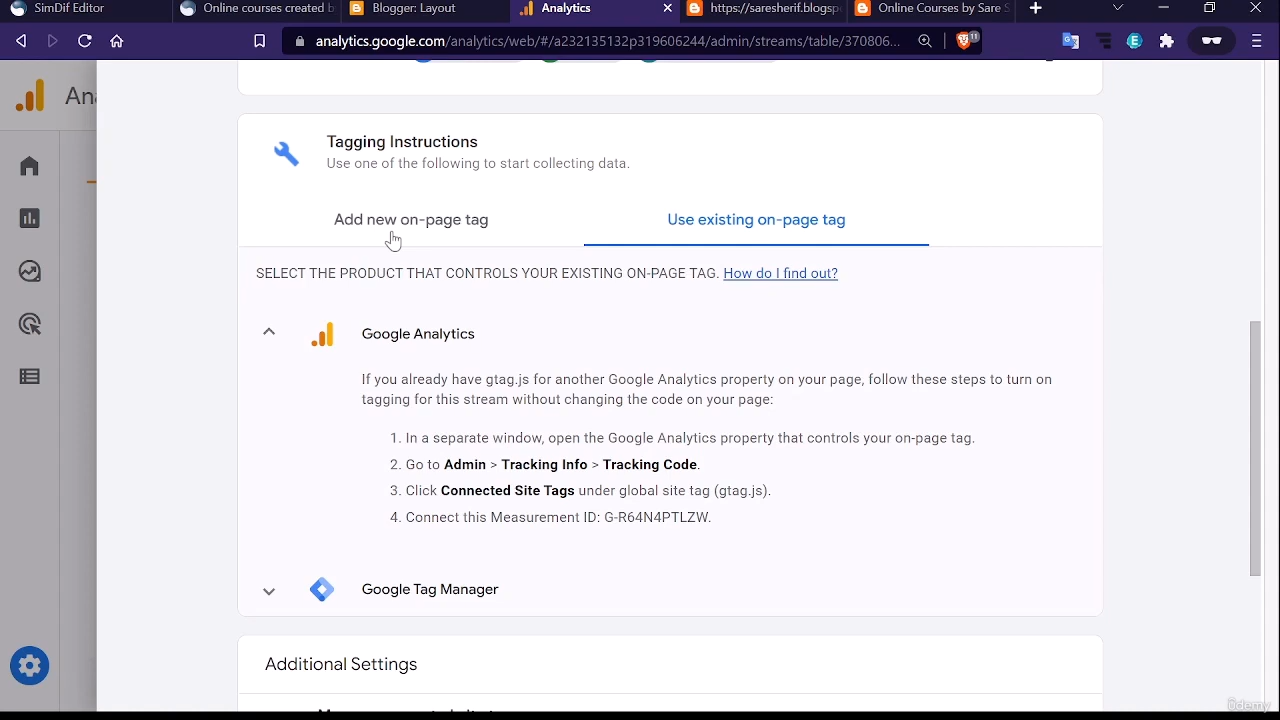 SimDif Editor
Online courses created b
Blogger: Layout
Analytics
https://saresherif.blogsp
Online Courses by Sare S
analytics.google.com/analytics/web/#/a232135132p319606244/admin/streams/table/370806...
11
Ana
Tagging Instructions
Use one of the following to start collecting data.
Add new on-page tag
Use existing on-page tag
SELECT THE PRODUCT THAT CONTROLS YOUR EXISTING ON-PAGE TAG. How do I find out?
Google Analytics
If you already have gtag.js for another Google Analytics property on your page, follow these steps to turn on
tagging for this stream without changing the code on your page:
1. In a separate window, open the Google Analytics property that controls your on-page tag.
2. Go to Admin > Tracking Info > Tracking Code.
3. Click Connected Site Tags under global site tag (gtag.js).
4. Connect this Measurement ID: G-R64N4PTLZW.
Google Tag Manager
Additional Settings
Udemy